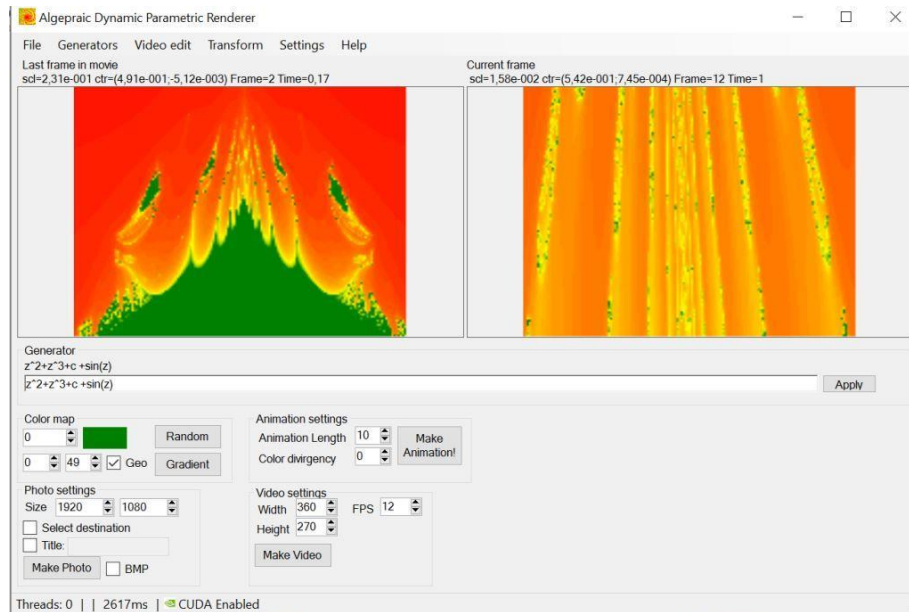 Algepraic Dynamic Parametric Renderer
File Generators Video edit Transform Settings Help
Last frame in movie
scl=2,31e-001 ctr=(4,91e-001;-5,12e-003) Frame=2 Time=0,17
Current frame
scl=1,58e-002 ctr=(5,42e-001;7,45e-004) Frame=12 Time=1
Generator
z^2+z^3+c +sin(z)
z^2+z^3+c +sin(z)
Apply
Color map
0
Random
0 49 Geo Gradient
Animation settings
Animation Length 10
Color divirgency 0
Make Animation!
Photo settings
Size 1920 1080
Select destination
Title:
Make Photo BMP
Video settings
Width 360 FPS 12
Height 270
Make Video
Threads: 0 | | 2617ms | CUDA Enabled